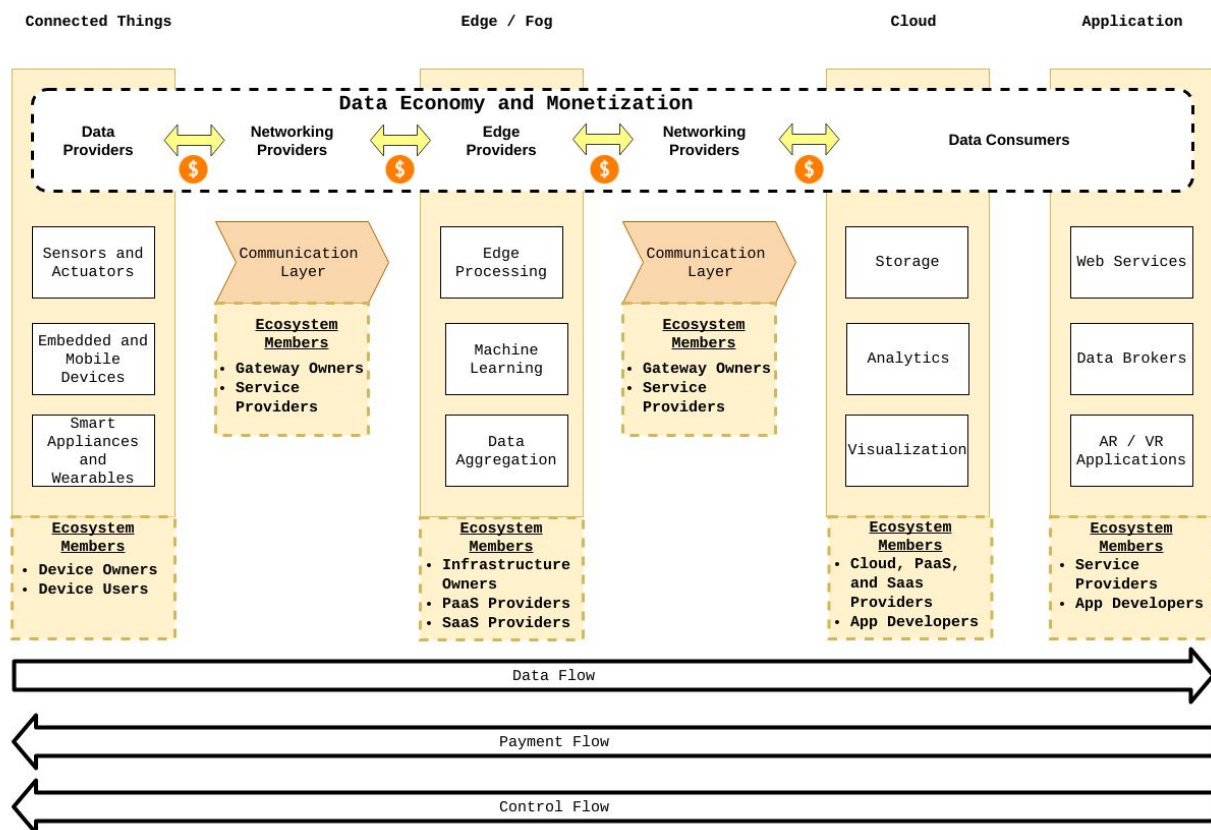 Connected Things
Edge / Fog
Cloud
Application
Data Economy and Monetization
Data
Providers
$
Networking
Providers
$
Edge
Providers
$
Networking
Providers
$
Data Consumers
Sensors and
Actuators
Embedded and
Mobile
Devices
Smart
Appliances
and
Wearables
Ecosystem
Members
• Device Owners
• Device Users
Communication
Layer
Ecosystem
Members
• Gateway Owners
• Service
Providers
Edge
Processing
Machine
Learning
Data
Aggregation
Ecosystem
Members
• Infrastructure
Owners
• PaaS Providers
• SaaS Providers
Communication
Layer
Ecosystem
Members
• Gateway Owners
• Service
Providers
Storage
Analytics
Visualization
Ecosystem
Members
• Cloud, PaaS,
and Saas
Providers
• App Developers
Web Services
Data Brokers
AR / VR
Applications
Ecosystem
Members
• Service
Providers
• App Developers
Data Flow
Payment Flow
Control Flow